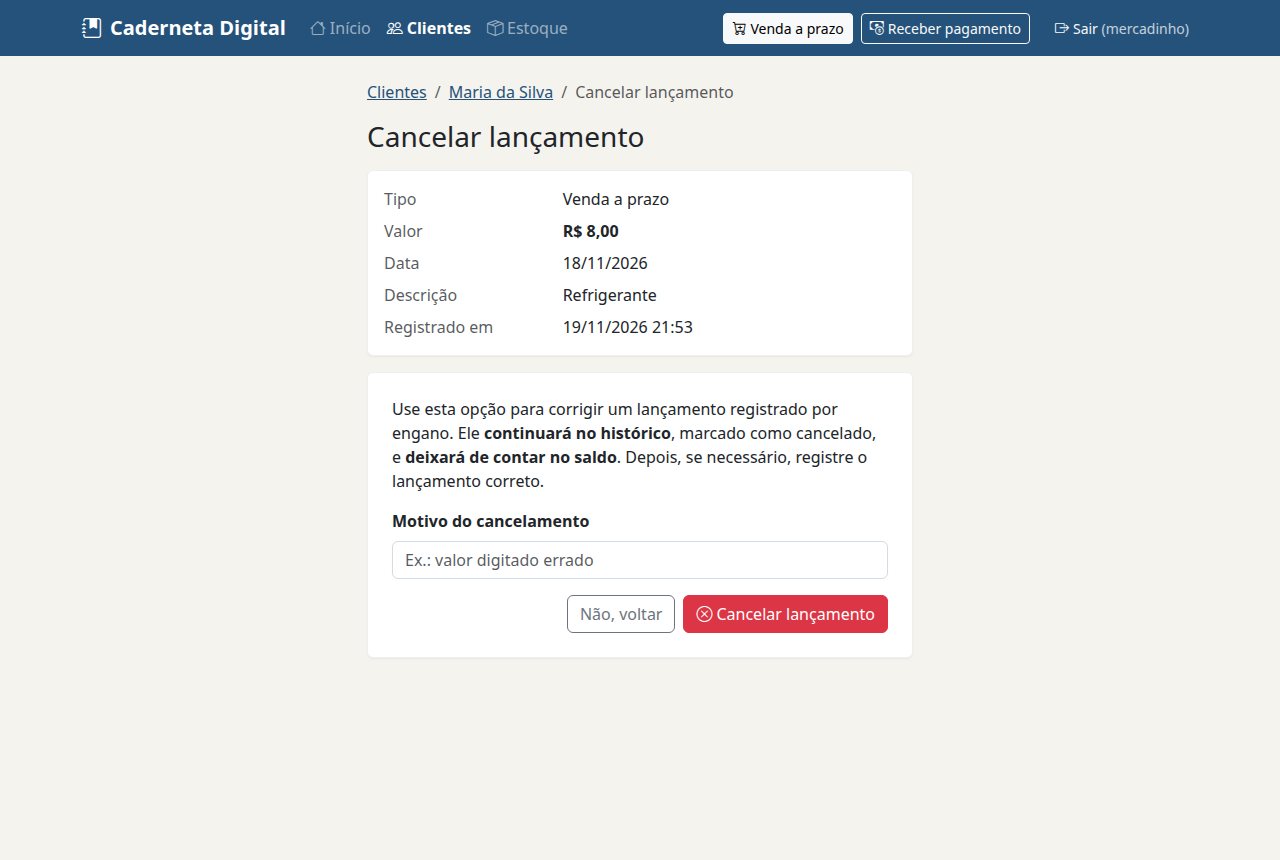 Caderneta Digital Início Clientes Estoque Venda a prazo Receber pagamento Sair (mercadinho)
Clientes / Maria da Silva / Cancelar lançamento
Cancelar lançamento
Tipo Venda a prazo
Valor R$ 8,00
Data 18/11/2026
Descrição Refrigerante
Registrado em 19/11/2026 21:53
Use esta opção para corrigir um lançamento registrado por
engano. Ele continuará no histórico, marcado como cancelado,
e deixará de contar no saldo. Depois, se necessário, registre o
lançamento correto.
Motivo do cancelamento
Ex.: valor digitado errado
Não, voltar Cancelar lançamento